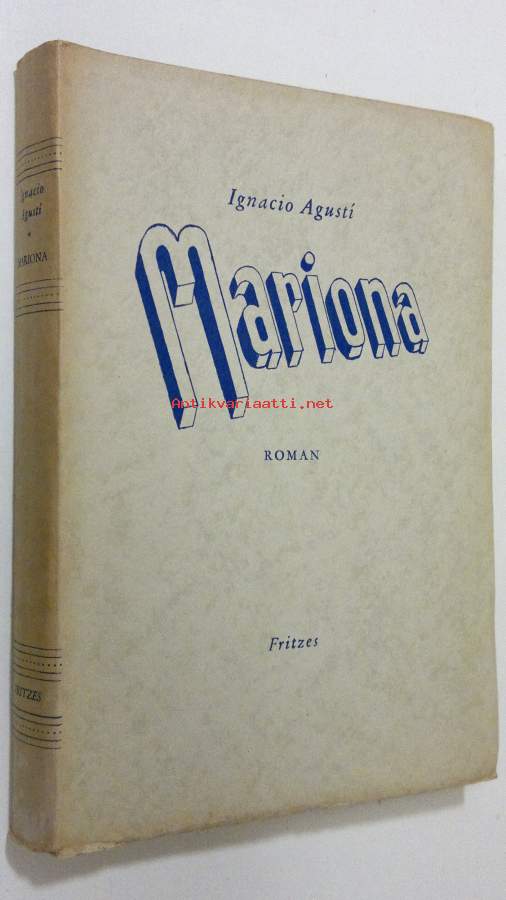 Ignacio Agustí
Mariona
Antikvariaatti.net
ROMAN
Fritzes
Ignacio
Agustí
*
MARIONA
FRITZES